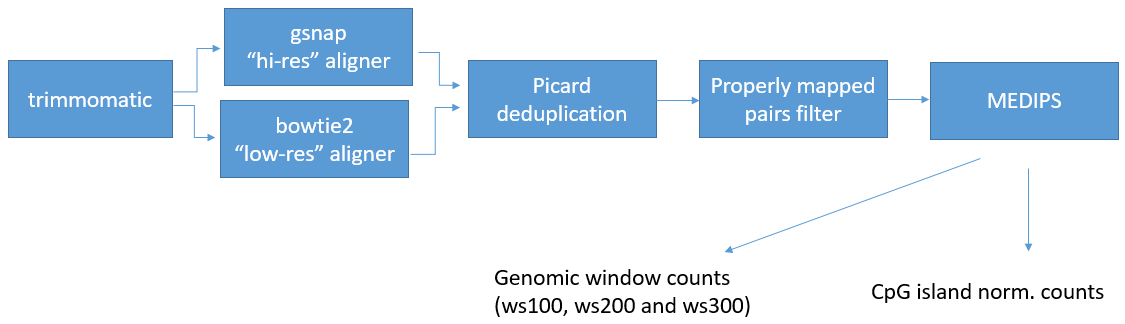 trimmomatic
gsnap
“hi-res” aligner
bowtie2
“low-res” aligner
Picard
deduplication
Properly mapped
pairs filter
MEDIPS
Genomic window counts
(ws100, ws200 and ws300)
CpG island norm. counts